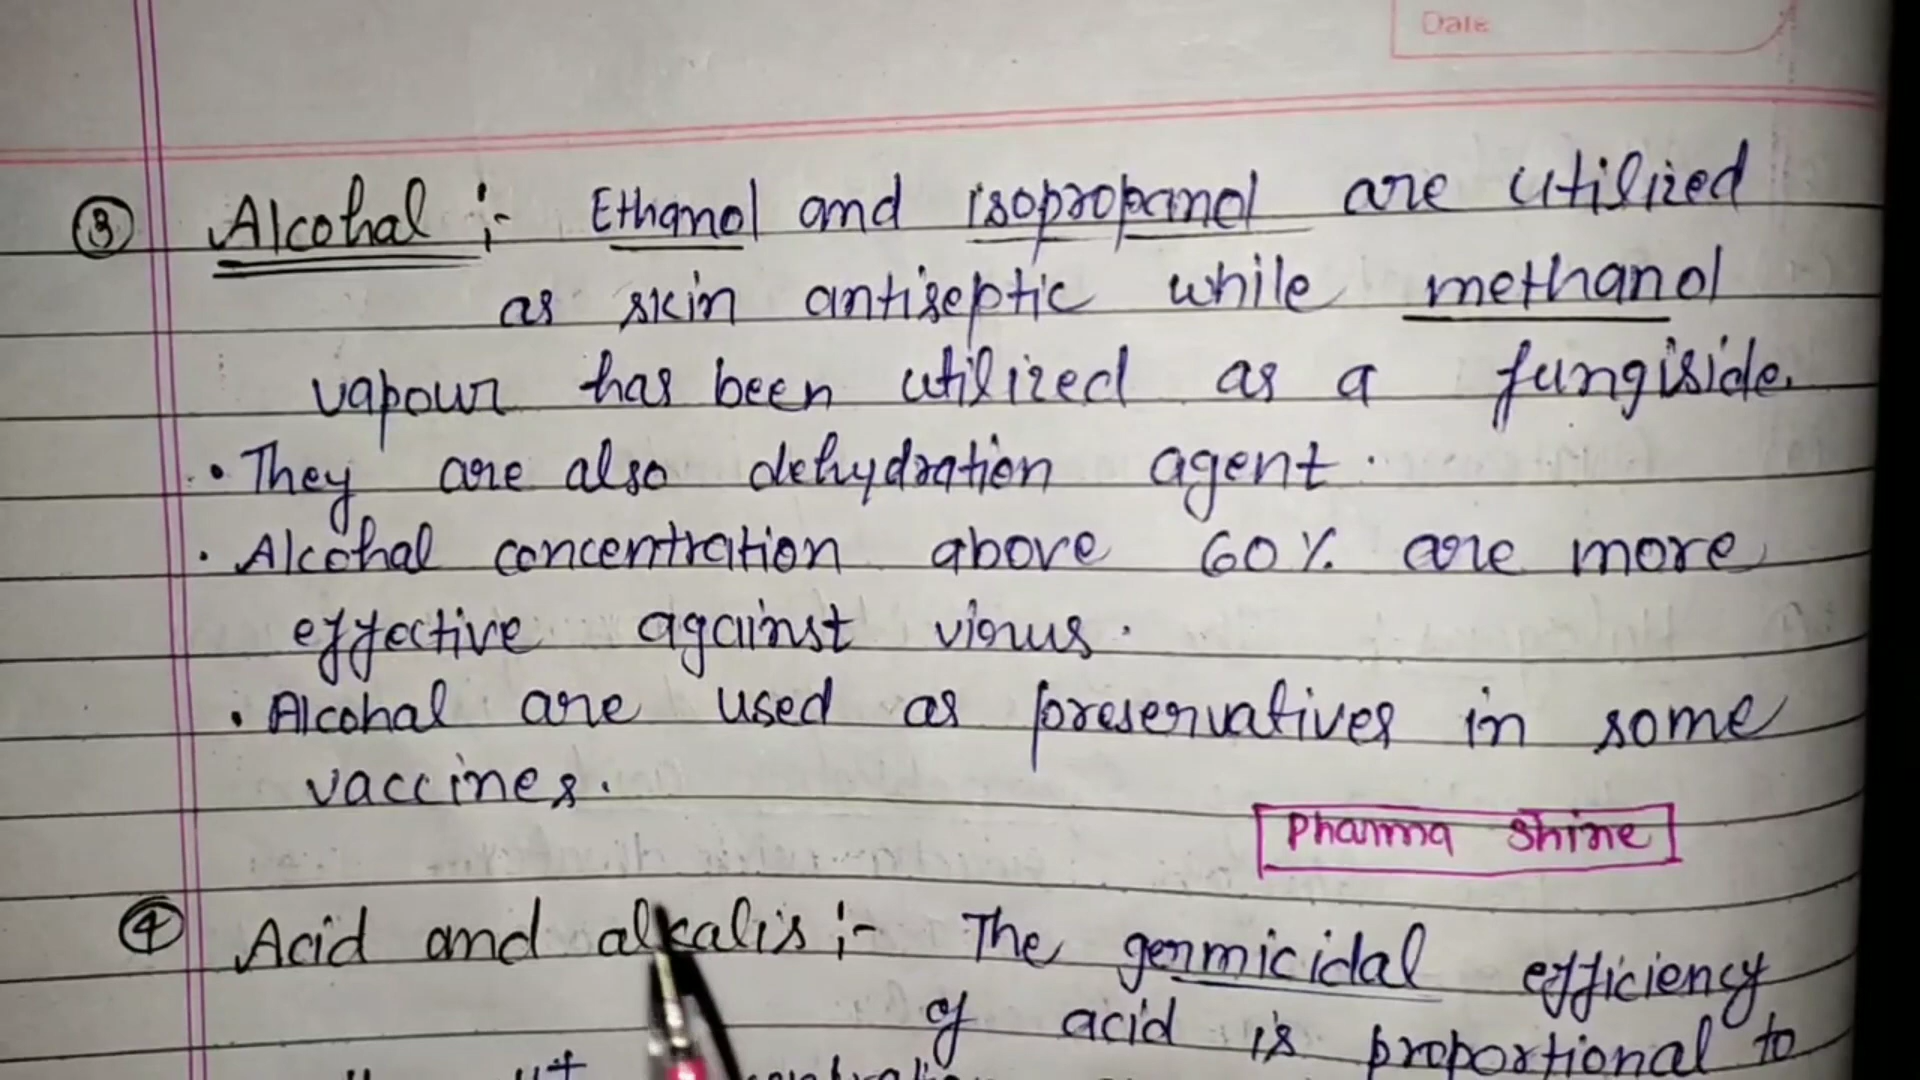 Date
③ Alcohal :- Ethanol and isopropanol are utilized
as skin antiseptic while methanol
vapour has been utilized as a fungiside.
• They are also dehydration agent.
• Alcohal concentration above 60% are more
effective against virus.
• Alcohal are used as preservatives in some
vaccines.
Pharma Shine
④ Acid and alkalis :- The germicidal efficiency
of acid is proportional to